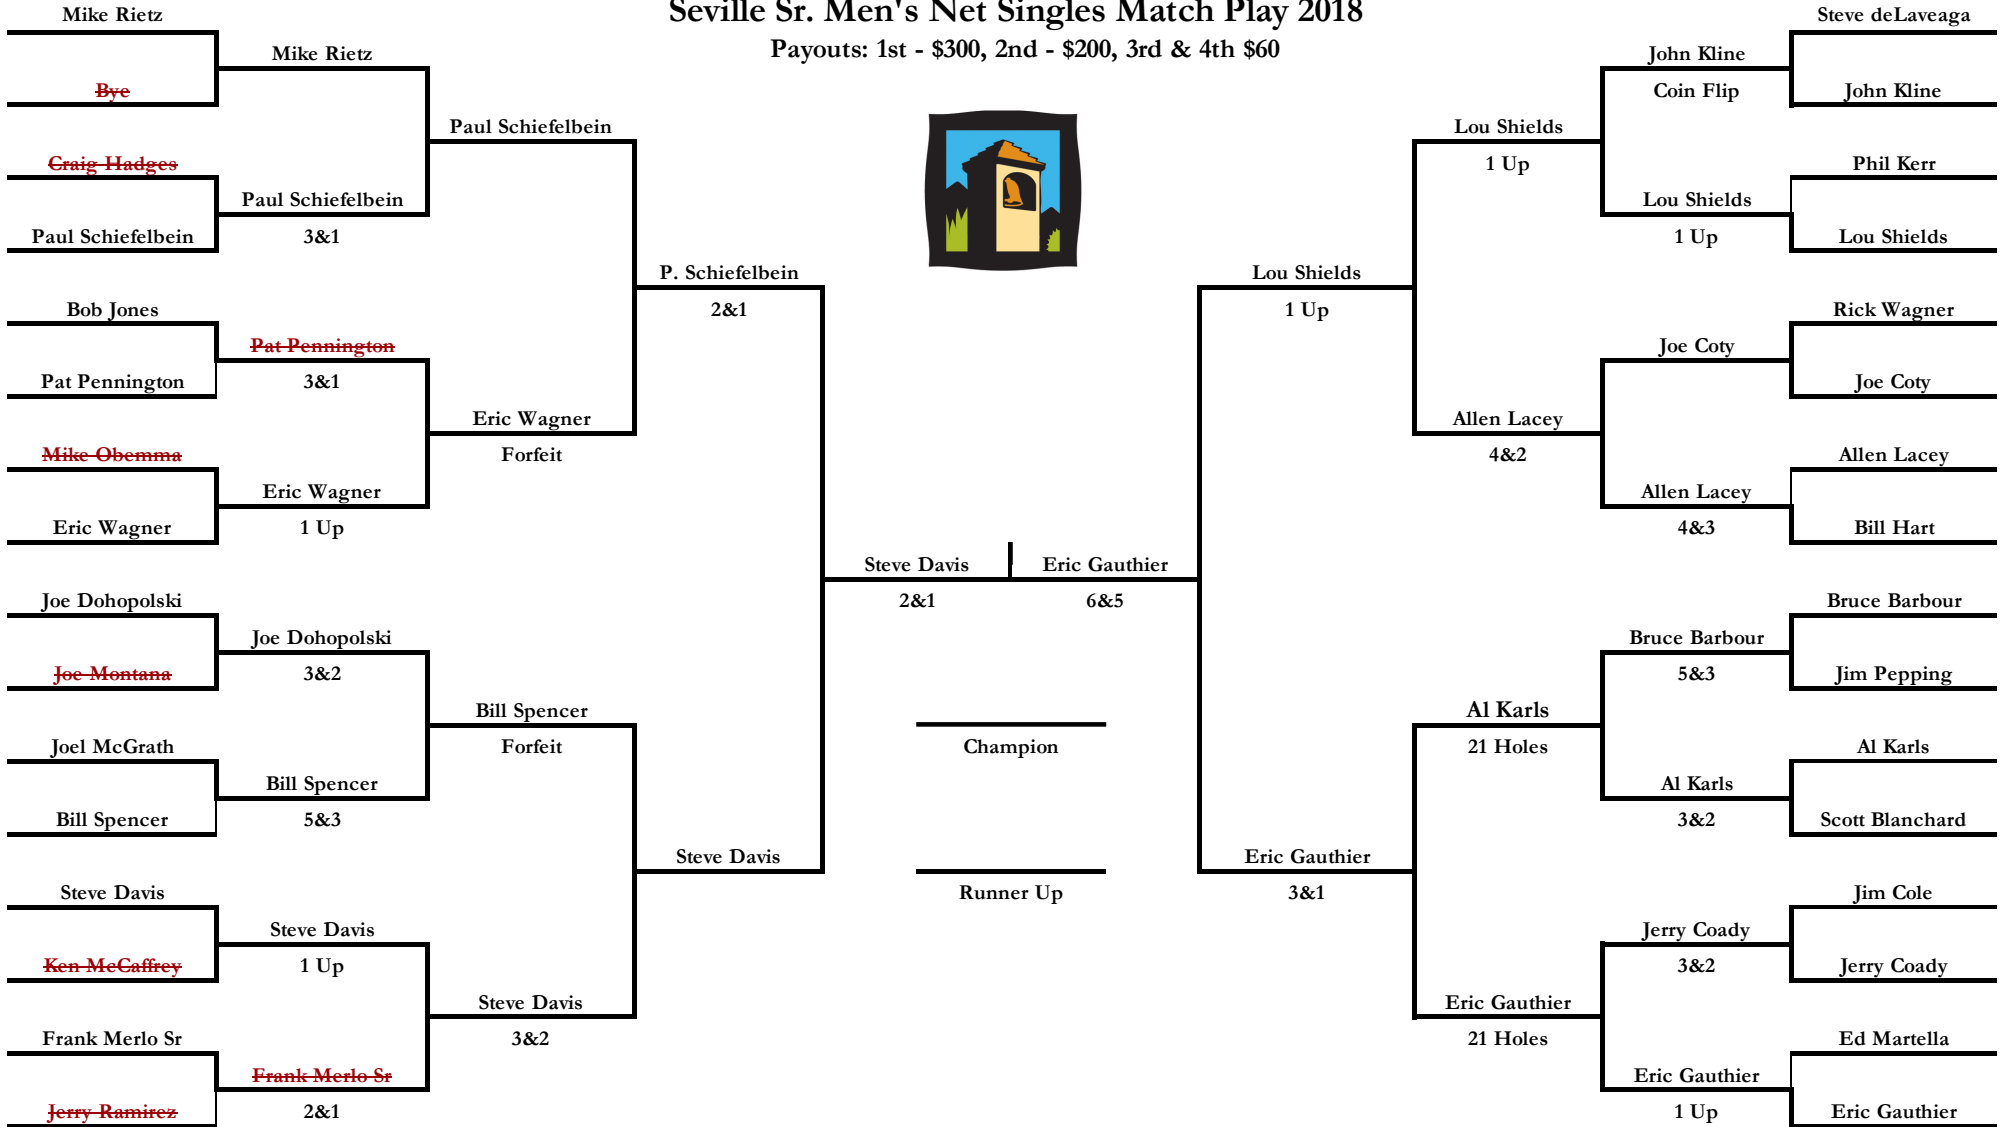 Seville Sr. Men's Net Singles Match Play 2018
Payouts: 1st - $300, 2nd - $200, 3rd & 4th $60
Mike Rietz
Bye
Craig Hadges
Paul Schiefelbein
Bob Jones
Pat Pennington
Mike Obemma
Eric Wagner
Joe Dohopolski
Joe Montana
Joel McGrath
Bill Spencer
Steve Davis
Ken McCaffrey
Frank Merlo Sr
Jerry Ramirez
Mike Rietz
Paul Schiefelbein
3&1
Pat Pennington
3&1
Eric Wagner
1 Up
Joe Dohopolski
3&2
Bill Spencer
5&3
Steve Davis
1 Up
Frank Merlo Sr
2&1
Paul Schiefelbein
Eric Wagner
Forfeit
Bill Spencer
Forfeit
Steve Davis
3&2
P. Schiefelbein
2&1
Steve Davis
Steve Davis
2&1
Eric Gauthier
6&5
Champion
Runner Up
Lou Shields
1 Up
Eric Gauthier
3&1
Lou Shields
1 Up
Allen Lacey
4&2
Al Karls
21 Holes
Eric Gauthier
21 Holes
John Kline
Coin Flip
Lou Shields
1 Up
Joe Coty
Allen Lacey
4&3
Bruce Barbour
5&3
Al Karls
3&2
Jerry Coady
3&2
Eric Gauthier
1 Up
Steve deLaveaga
John Kline
Phil Kerr
Lou Shields
Rick Wagner
Joe Coty
Allen Lacey
Bill Hart
Bruce Barbour
Jim Pepping
Al Karls
Scott Blanchard
Jim Cole
Jerry Coady
Ed Martella
Eric Gauthier